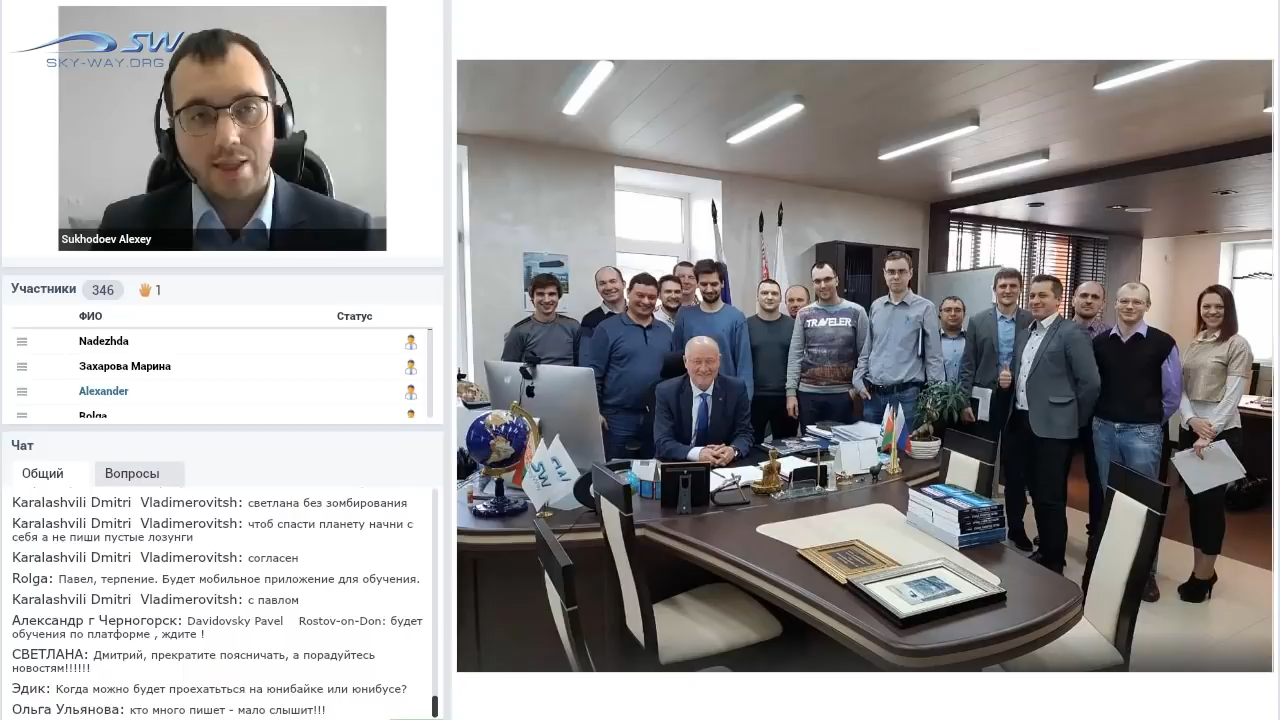 SW
SKY-WAY.ORG
Sukhodoev Alexey
Участники 346 1
ФИО Статус
Nadezhda
Захарова Марина
Alexander
Rolga
Чат
Общий Вопросы
Karalashvili Dmitri Vladimerovitsh: светлана без зомбирования
Karalashvili Dmitri Vladimerovitsh: чтоб спасти планету начни с
себя а не пиши пустые лозунги
Karalashvili Dmitri Vladimerovitsh: согласен
Rolga: Павел, терпение. Будет мобильное приложение для обучения.
Karalashvili Dmitri Vladimerovitsh: с павлом
Александр г Черногорск: Davidovsky Pavel Rostov-on-Don: будет
обучения по платформе , ждите !
СВЕТЛАНА: Дмитрий, прекратите поясничать, а порадуйтесь
новостям!!!!!!
Эдик: Когда можно будет проехатьться на юнибайке или юнибусе?
Ольга Ульянова: кто много пишет - мало слышит!!!
TRAVELER
SW